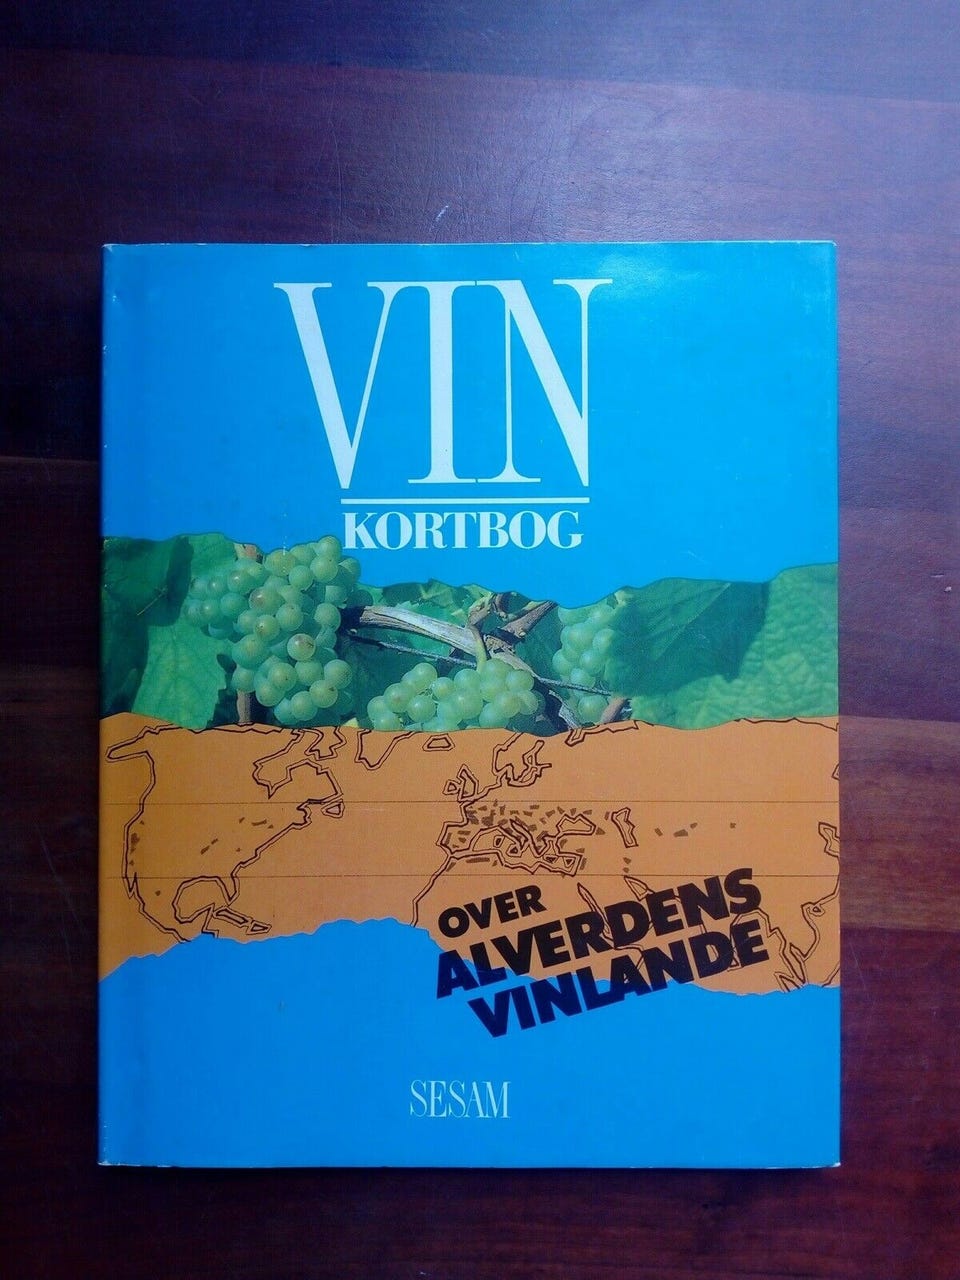 VIN
KORTBOG
OVER
ALVERDENS
VINLANDE
SESAM